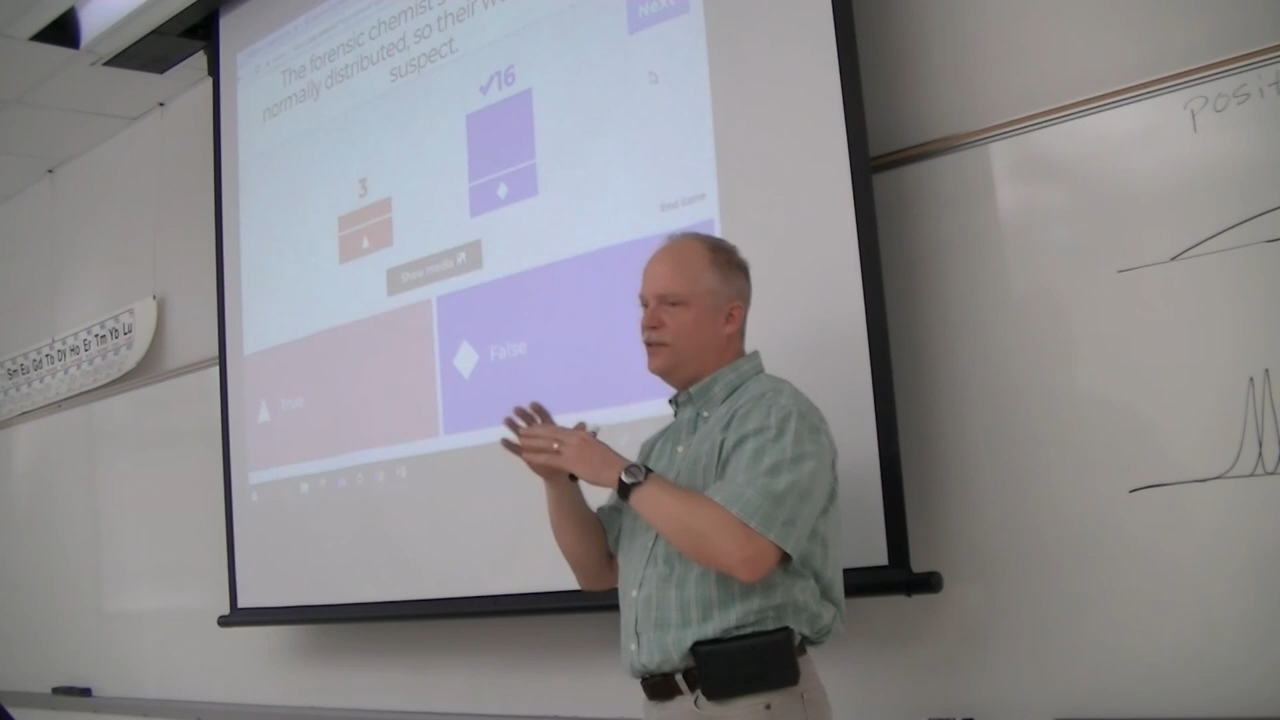 The forensic chemist
normally distributed, so their w
suspect.
Next
3
✓16
End game
Show media
True
False
Sm Eu Gd Tb Dy Ho Er Tm Yb Lu
Posit